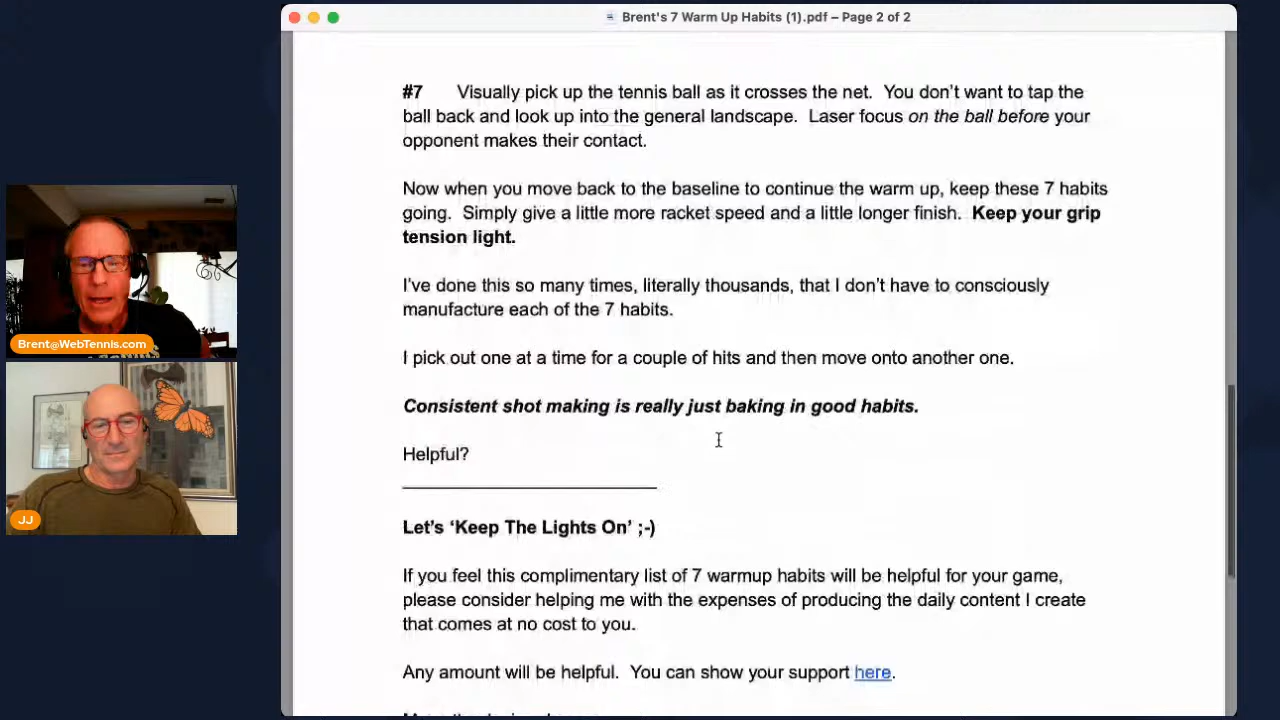 Brent's 7 Warm Up Habits (1).pdf – Page 2 of 2
#7 Visually pick up the tennis ball as it crosses the net. You don’t want to tap the
ball back and look up into the general landscape. Laser focus on the ball before your
opponent makes their contact.
Now when you move back to the baseline to continue the warm up, keep these 7 habits
going. Simply give a little more racket speed and a little longer finish. Keep your grip
tension light.
I’ve done this so many times, literally thousands, that I don’t have to consciously
manufacture each of the 7 habits.
I pick out one at a time for a couple of hits and then move onto another one.
Consistent shot making is really just baking in good habits.
Helpful?
Let’s ‘Keep The Lights On’ ;-)
If you feel this complimentary list of 7 warmup habits will be helpful for your game,
please consider helping me with the expenses of producing the daily content I create
that comes at no cost to you.
Any amount will be helpful. You can show your support here.
Brent@WebTennis.com
JJ